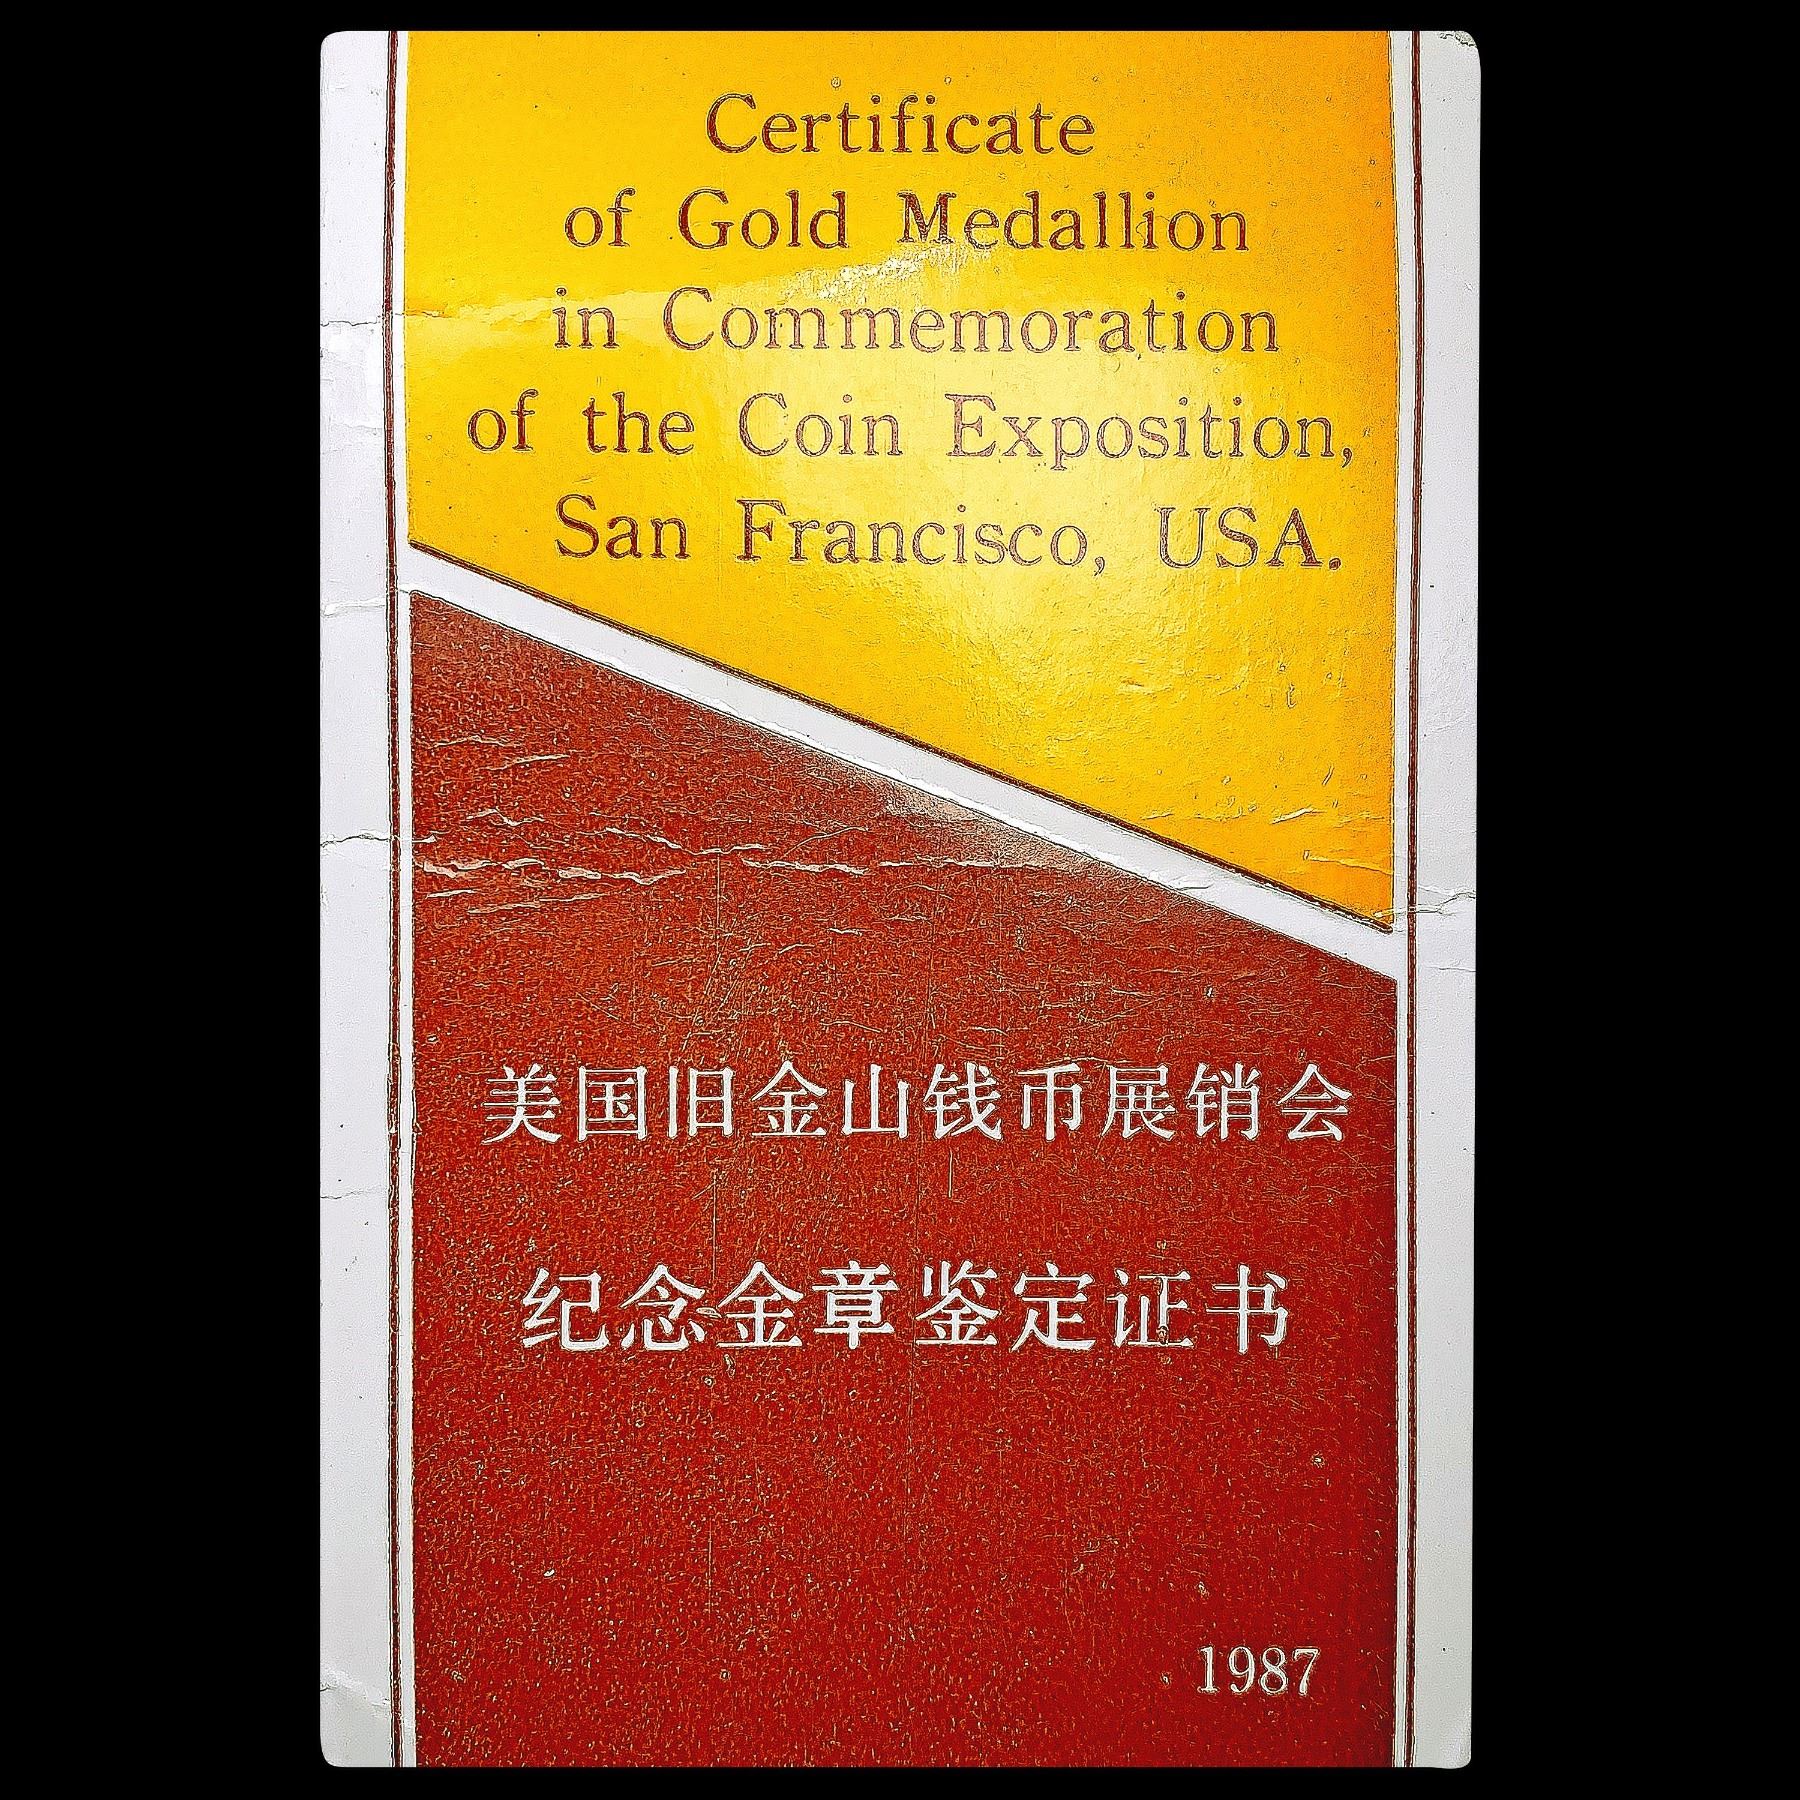 Certificate
of Gold Medallion
in Commemoration
of the Coin Exposition,
San Francisco, USA.
美国旧金山钱币展销会
纪念金章鉴定证书
1987